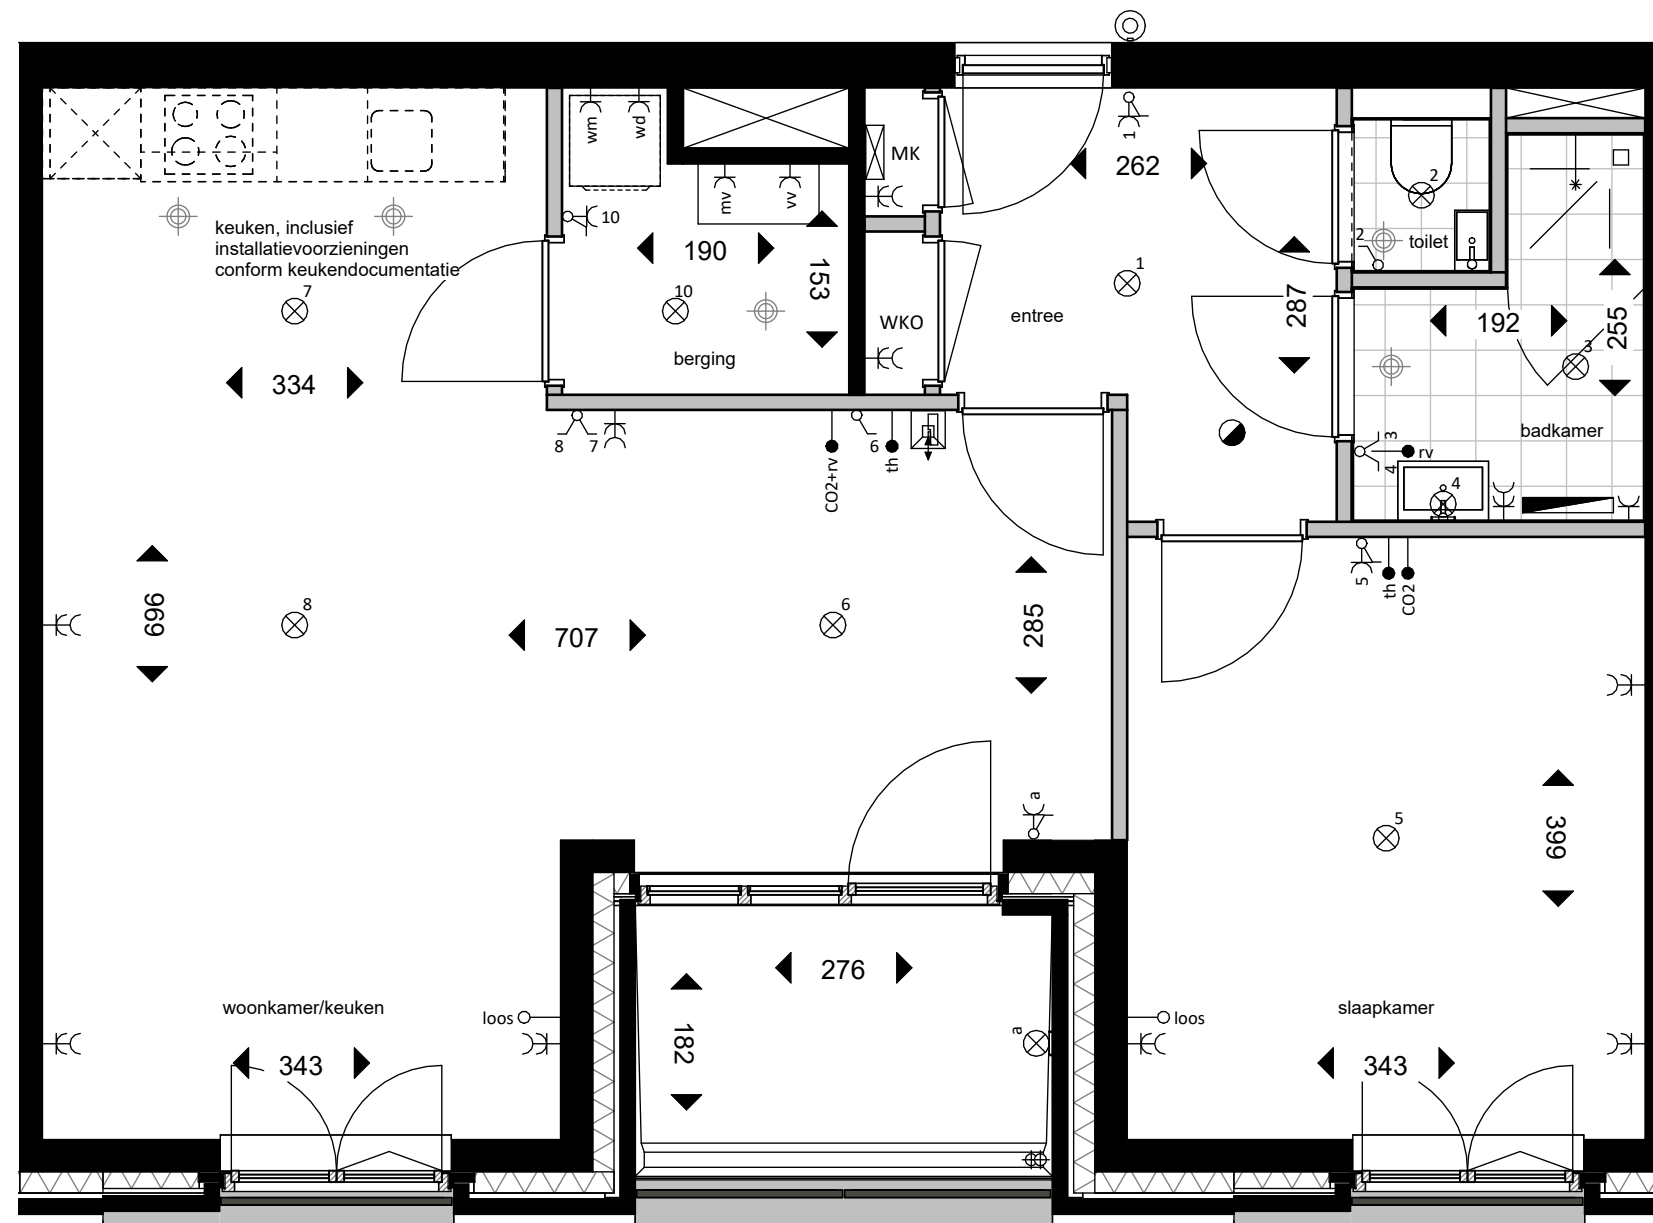 wm
wd
MK
1
262
2
mv
vv
10
keuken, inclusief
installatievoorzieningen
conform keukendocumentatie
190
153
2
toilet
7
10
1
287
192
255
WKO
entree
berging
3
334
badkamer
8
7
6
CO2+rv
th
3
4
rv
4
5
th
CO2
696
8
707
6
285
a
5
399
276
182
woonkamer/keuken
loos
a
loos
slaapkamer
343
343